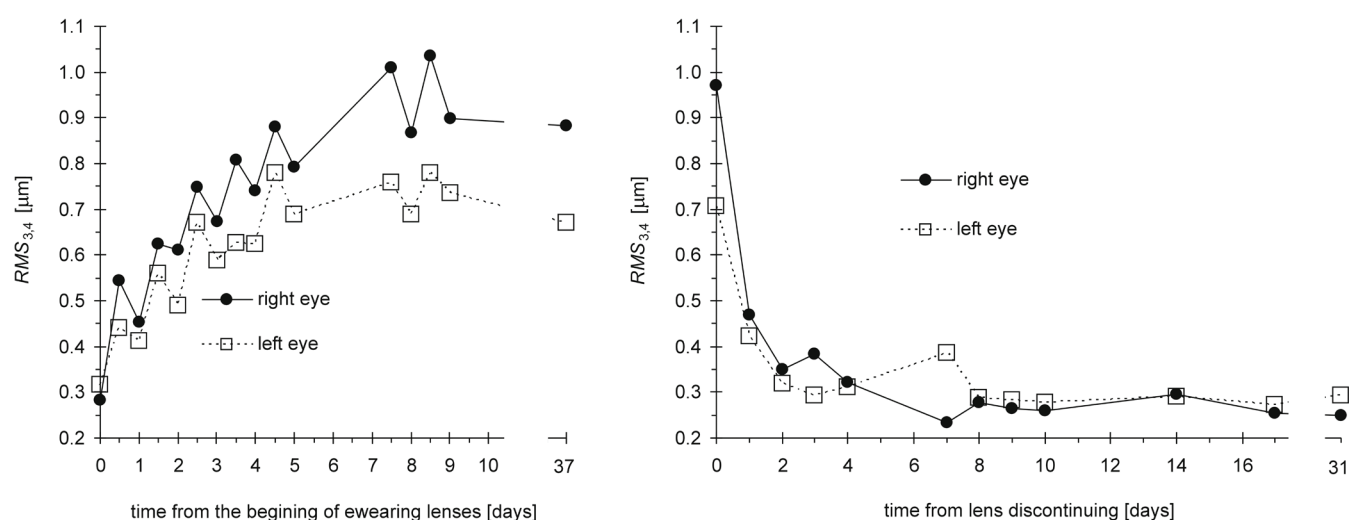 1.1
1.0
0.9
0.8
0.7
0.6
0.5
0.4
0.3
0.2
RMS3,4 [µm]
right eye
left eye
0 1 2 3 4 5 6 7 8 9 10 37
time from the begining of ewearing lenses [days]
1.1
1.0
0.9
0.8
0.7
0.6
0.5
0.4
0.3
0.2
RMS3,4 [µm]
right eye
left eye
0 2 4 6 8 10 12 14 16 31
time from lens discontinuing [days]